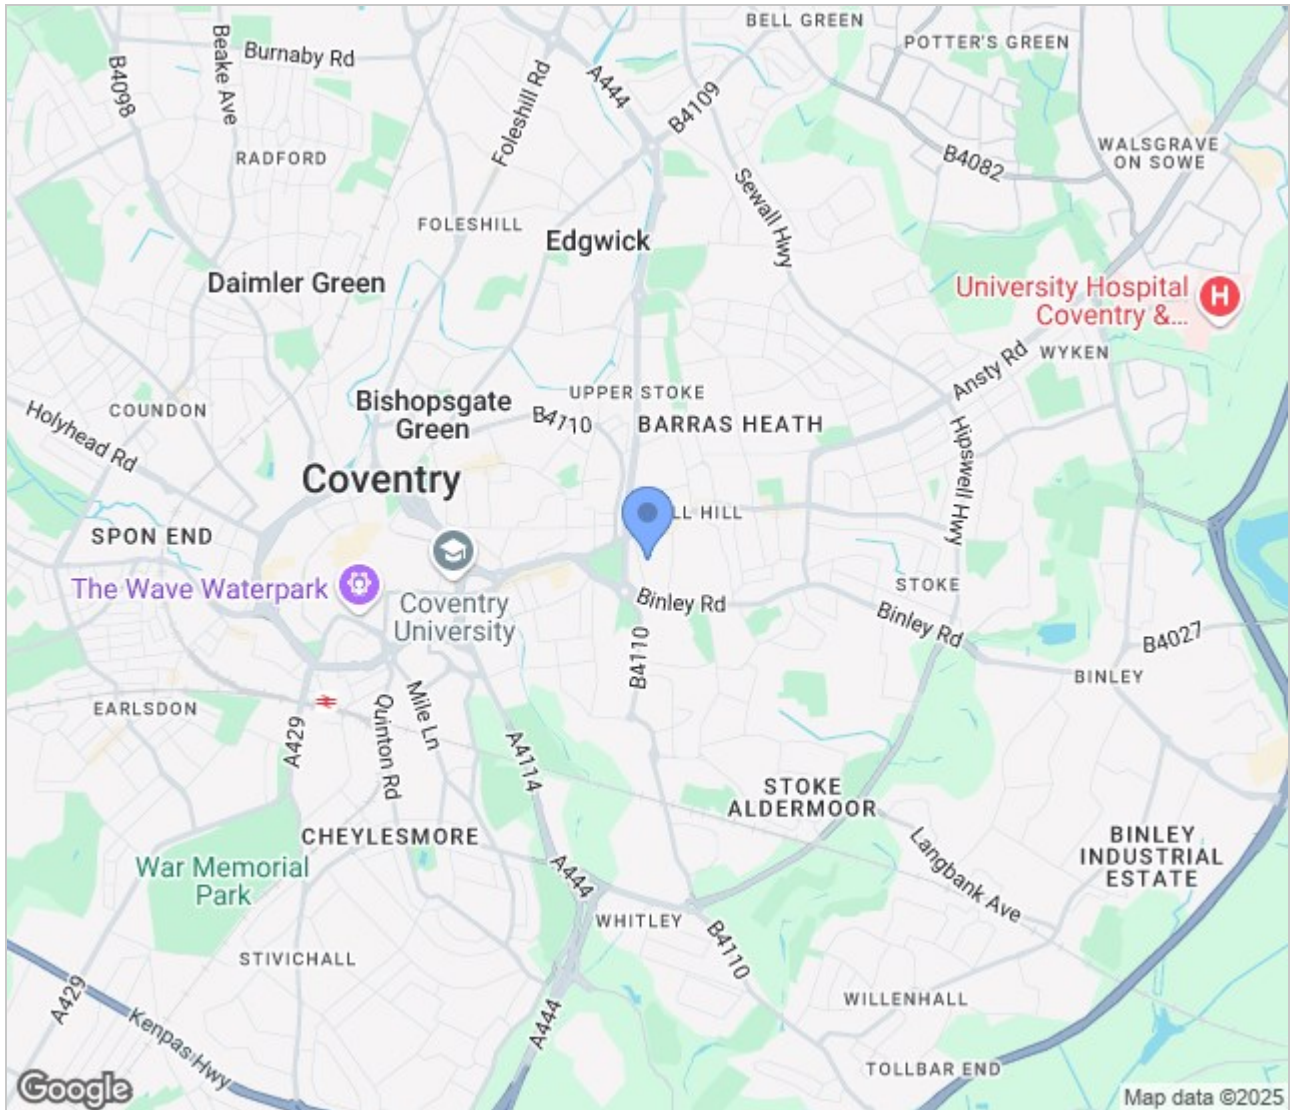 BELL GREEN
POTTER'S GREEN
B4098
Beake Ave
Burnaby Rd
Foleshill Rd
A444
B4109
WALSGRAVE
ON SOWE
RADFORD
B4082
Sewall Hwy
FOLESHILL
Edgwick
Daimler Green
University Hospital
Coventry &...
H
WYKEN
Ansty Rd
UPPER STOKE
Bishopsgate
Green
COUNDON
B4110
BARRAS HEATH
Holyhead Rd
Hipswell Hwy
Coventry
LL HILL
SPON END
The Wave Waterpark
Coventry
University
STOKE
Binley Rd
Binley Rd
B4110
B4027
BINLEY
EARLSDON
A429
Quinton Rd
Mile Ln
A4114
STOKE
ALDERMOOR
CHEYLESMORE
Langbank Ave
BINLEY
INDUSTRIAL
ESTATE
War Memorial
Park
A444
WHITLEY
B4110
STIVICHALL
A429
WILLENHALL
Kenpas Hwy
A444
TOLLBAR END
Google
Map data ©2025